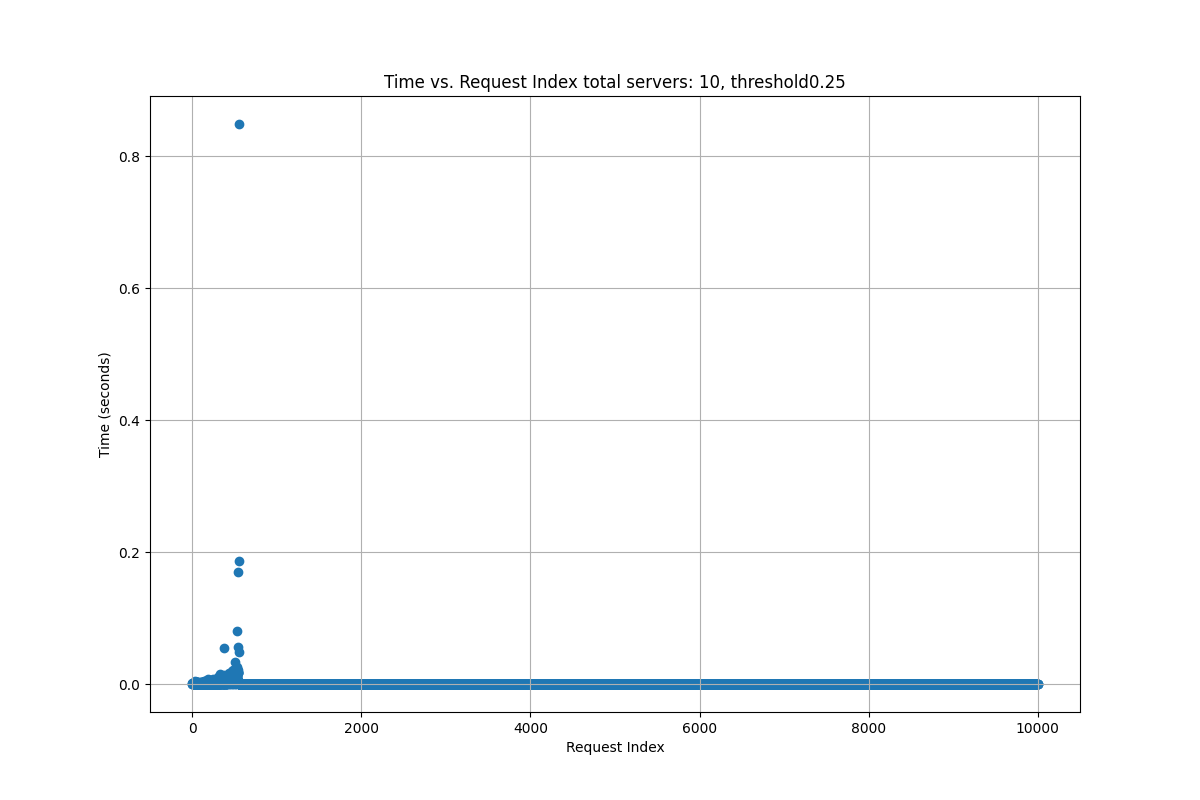 Time vs. Request Index total servers: 10, threshold0.25
Time (seconds)
0.8
0.6
0.4
0.2
0.0
0 2000 4000 6000 8000 10000
Request Index